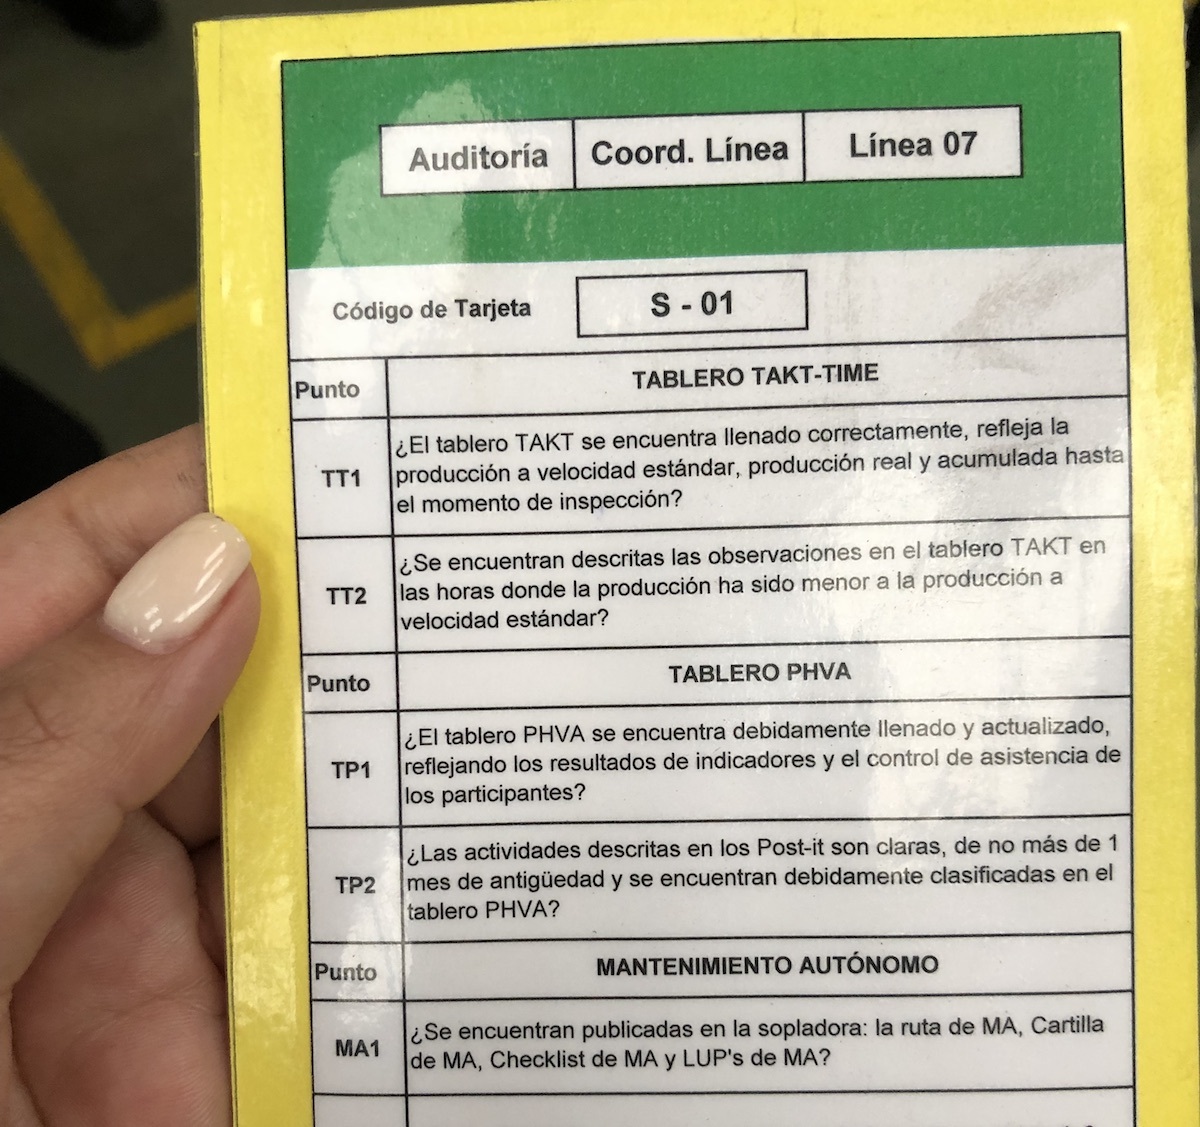 Auditoría Coord. Línea Línea 07
Código de Tarjeta S - 01
Punto TABLERO TAKT-TIME
TT1
¿El tablero TAKT se encuentra llenado correctamente, refleja la
producción a velocidad estándar, producción real y acumulada hasta
el momento de inspección?
TT2
¿Se encuentran descritas las observaciones en el tablero TAKT en
las horas donde la producción ha sido menor a la producción a
velocidad estándar?
Punto TABLERO PHVA
TP1
¿El tablero PHVA se encuentra debidamente llenado y actualizado,
reflejando los resultados de indicadores y el control de asistencia de
los participantes?
TP2
¿Las actividades descritas en los Post-it son claras, de no más de 1
mes de antigüedad y se encuentran debidamente clasificadas en el
tablero PHVA?
Punto MANTENIMIENTO AUTÓNOMO
MA1
¿Se encuentran publicadas en la sopladora: la ruta de MA, Cartilla
de MA, Checklist de MA y LUP's de MA?